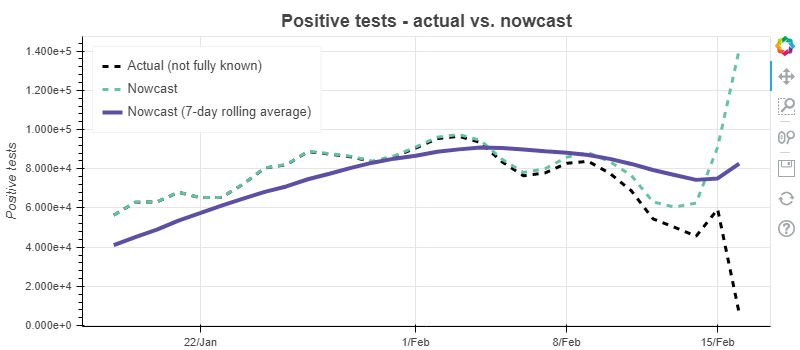 Positive tests - actual vs. nowcast
Positive tests
1.400e+5
1.200e+5
1.000e+5
8.000e+4
6.000e+4
4.000e+4
2.000e+4
0.000e+0
Actual (not fully known)
Nowcast
Nowcast (7-day rolling average)
22/Jan
1/Feb
8/Feb
15/Feb